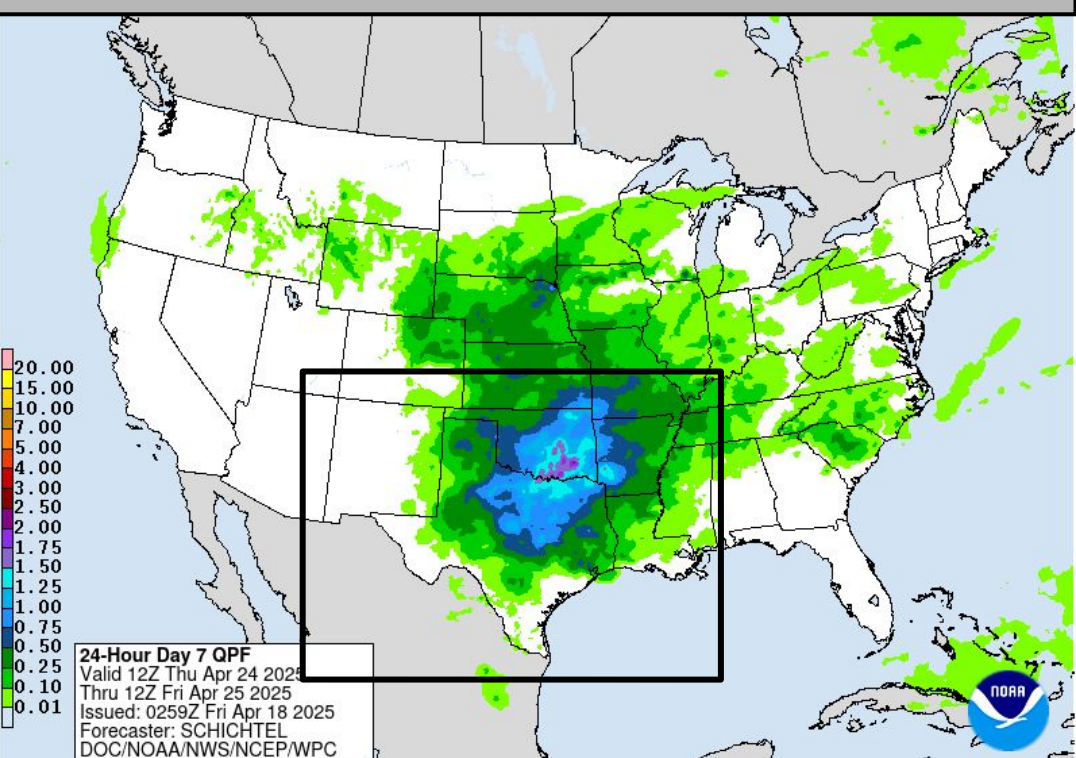 20.00
15.00
10.00
7.00
5.00
4.00
3.00
2.50
2.00
1.75
1.50
1.25
1.00
0.75
0.50
0.25
0.10
0.01
24-Hour Day 7 QPF
Valid 12Z Thu Apr 24 2025
Thru 12Z Fri Apr 25 2025
Issued: 0259Z Fri Apr 18 2025
Forecaster: SCHICHTEL
DOC/NOAA/NWS/NCEP/WPC
NOAA